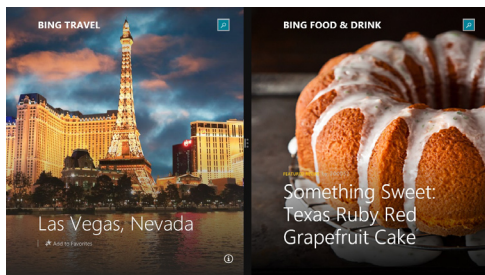 BING TRAVEL
Las Vegas, Nevada
Add to Favorites
BING FOOD & DRINK
Something Sweet:
Texas Ruby Red
Grapefruit Cake